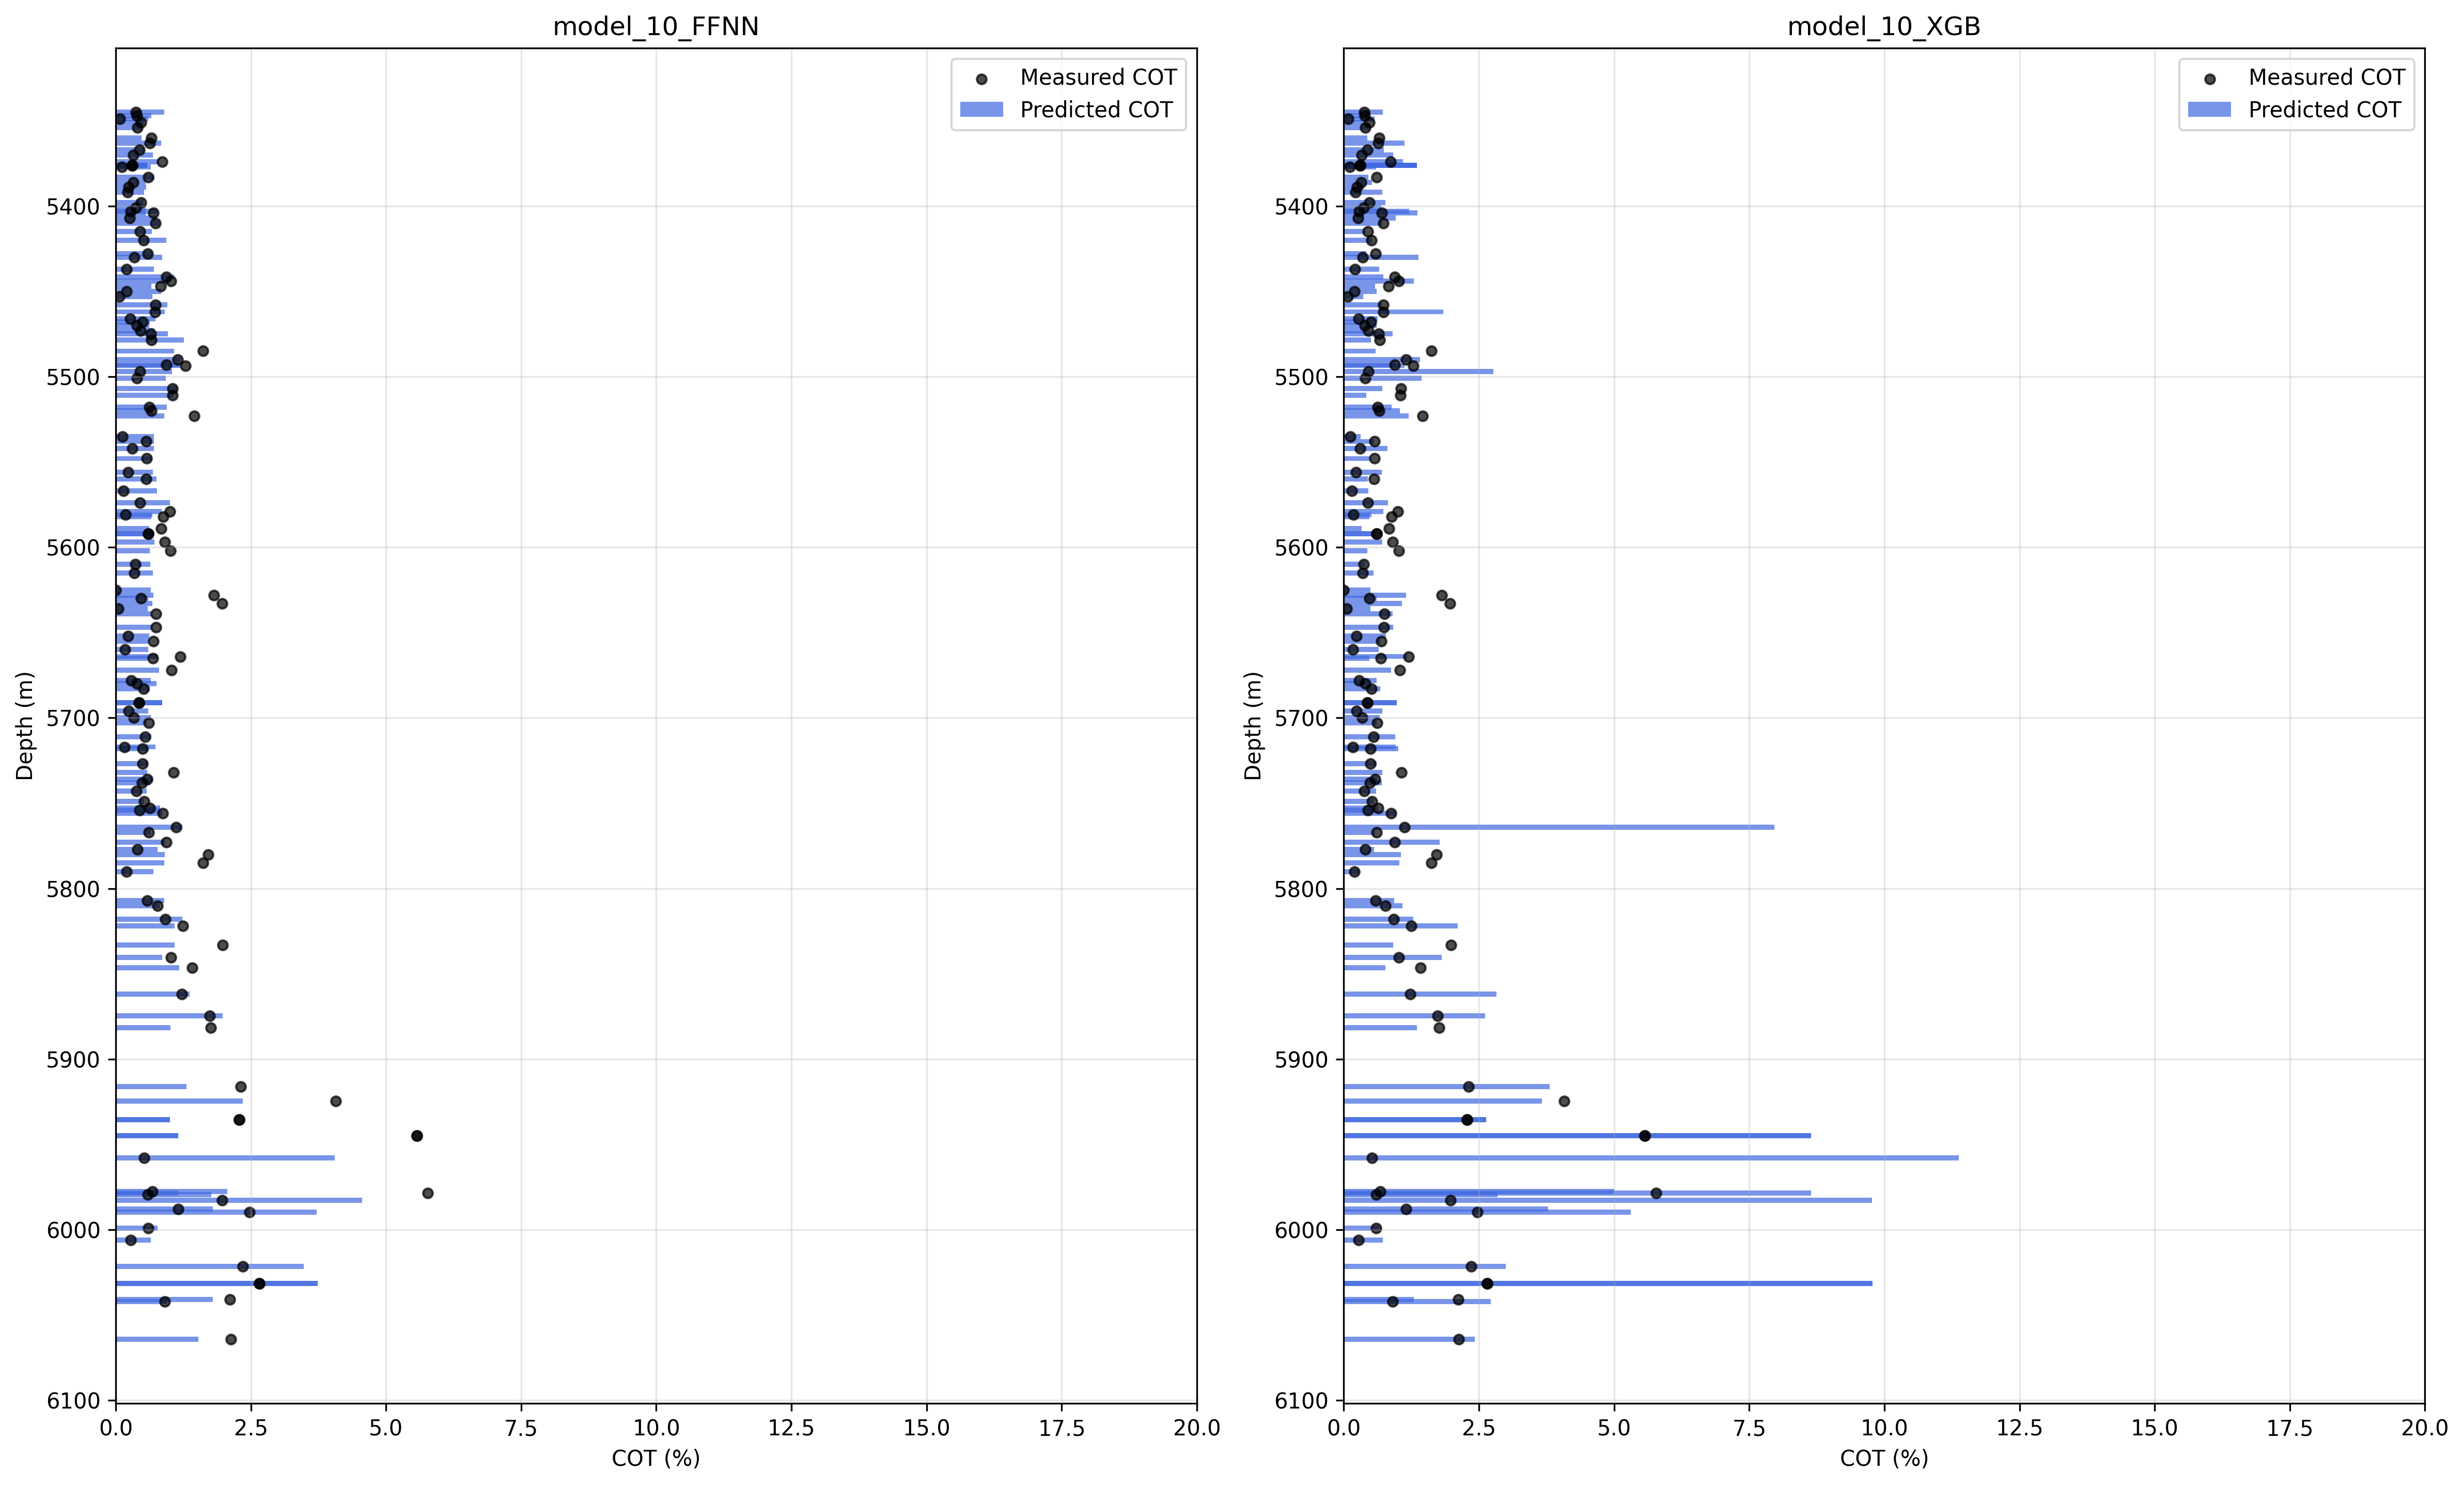 model_10_FFNN
Measured COT
Predicted COT
5400
5500
5600
5700
5800
5900
6000
6100
Depth (m)
0.0 2.5 5.0 7.5 10.0 12.5 15.0 17.5 20.0
COT (%)
model_10_XGB
Measured COT
Predicted COT
5400
5500
5600
5700
5800
5900
6000
6100
Depth (m)
0.0 2.5 5.0 7.5 10.0 12.5 15.0 17.5 20.0
COT (%)